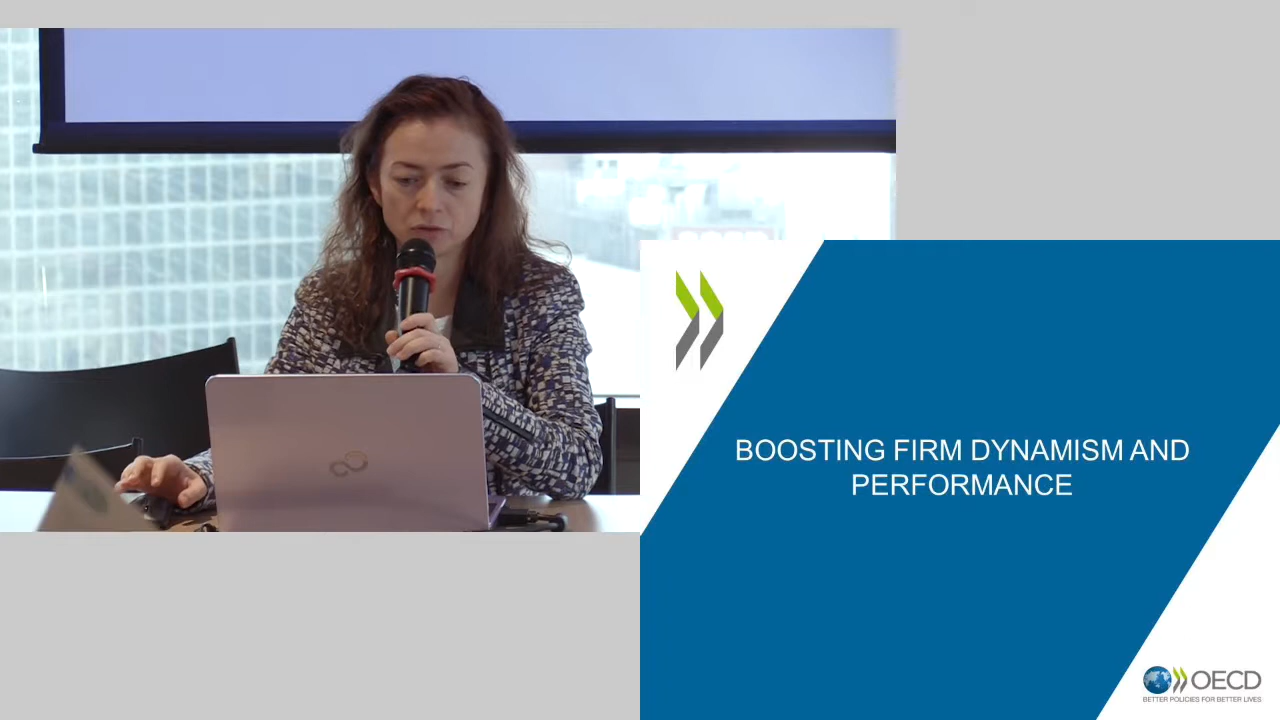 BOOSTING FIRM DYNAMISM AND
PERFORMANCE
OECD
BETTER POLICIES FOR BETTER LIVES